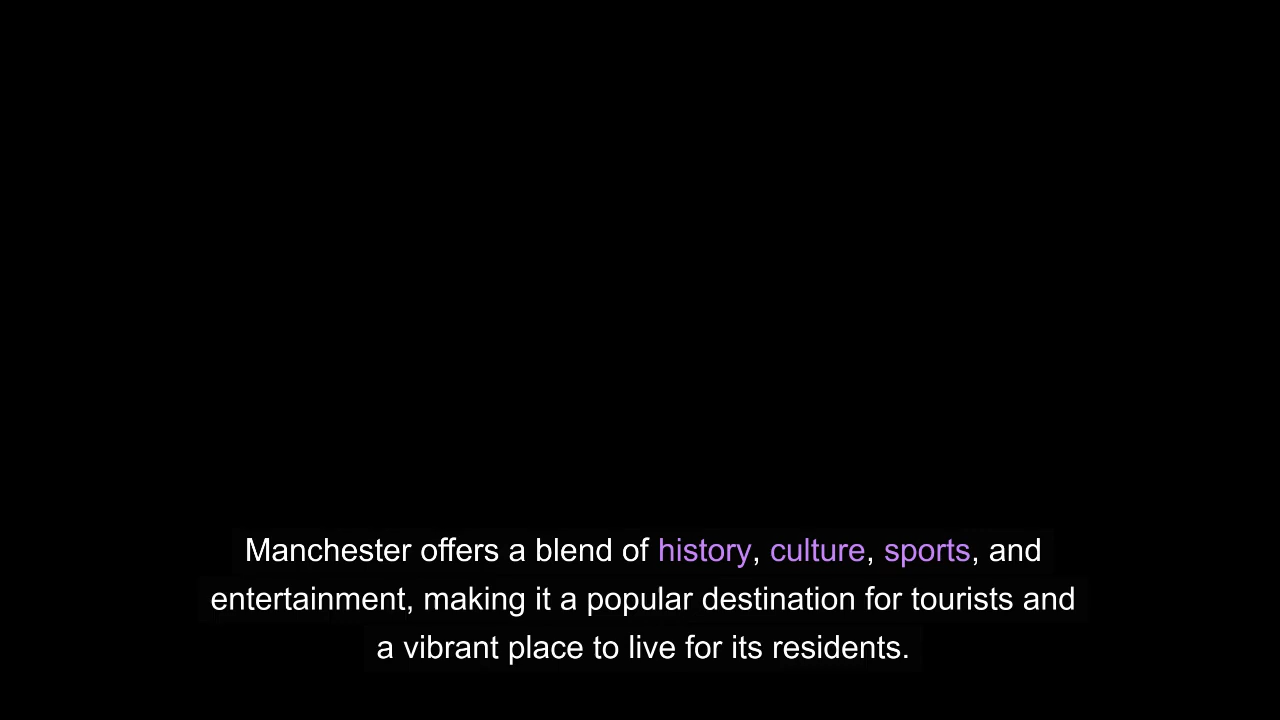 Manchester offers a blend of history, culture, sports, and
entertainment, making it a popular destination for tourists and
a vibrant place to live for its residents.